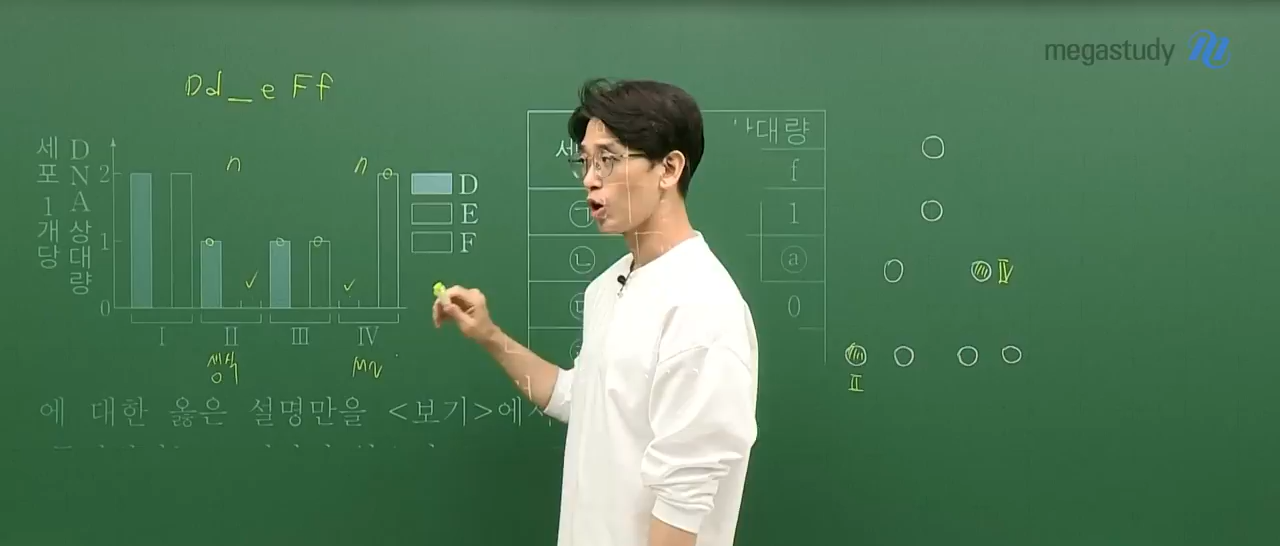 megastudy
Dd_eFf
세포 1개당
DNA 상대량
2
1
0
n
n
D
E
F
I
II
III
IV
생식
대량
f
1
ⓐ
0
㉠
㉡
IV
II
에 대한 옳은 설명만을 <보기>에서